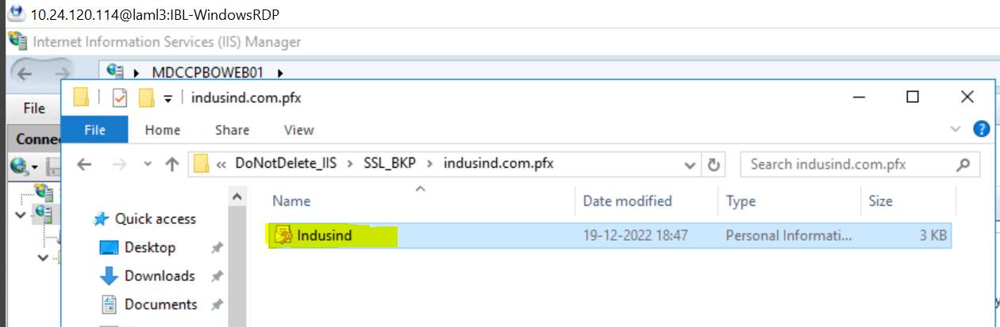 10.24.120.114@laml3:IBL-WindowsRDP
Internet Information Services (IIS) Manager
MDCCPBOWEB01
indusind.com.pfx
File
File Home Share View
Conne
« DoNotDelete_IIS > SSL_BKP > indusind.com.pfx
Search indusind.com.pfx
Name Date modified Type Size
Quick access
Indusind 19-12-2022 18:47 Personal Informati... 3 KB
Desktop
Downloads
Documents